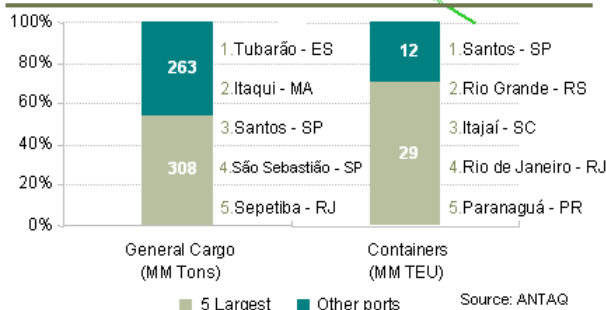 100%
80%
60%
40%
20%
0%
263
308
1.Tubarão - ES
2.Itaqui - MA
3.Santos - SP
4.São Sebastião - SP
5.Sepetiba - RJ
12
29
1.Santos - SP
2.Rio Grande - RS
3.Itajaí - SC
4.Rio de Janeiro - RJ
5.Paranaguá - PR
General Cargo
(MM Tons)
Containers
(MM TEU)
5 Largest
Other ports
Source: ANTAQ